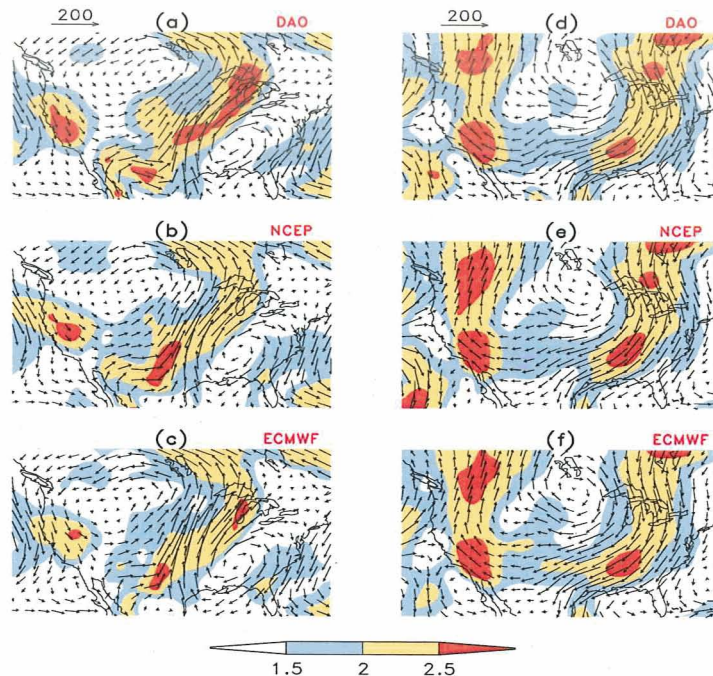 200 (a) DAO
200 (d) DAO
(b) NCEP
(e) NCEP
(c) ECMWF
(f) ECMWF
1.5 2 2.5